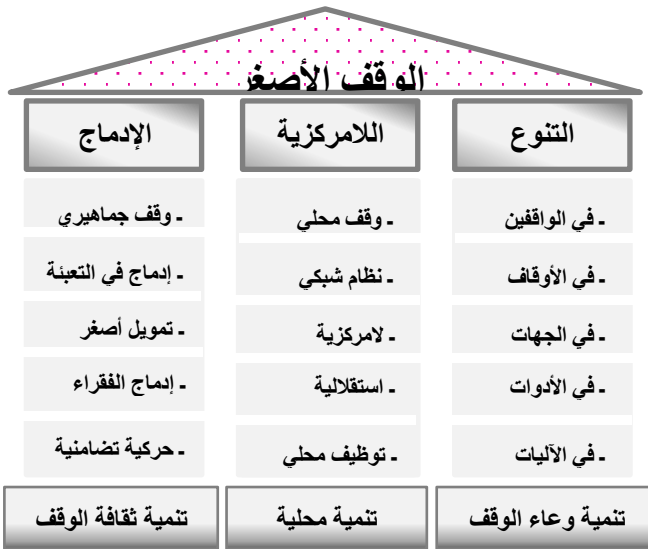 الوقف الأصغر
التنوع
اللامركزية
الإدماج
ـ في الواقفين
ـ وقف محلي
ـ وقف جماهيري
ـ في الأوقاف
ـ نظام شبكي
ـ إدماج في التعبئة
ـ في الجهات
ـ لامركزية
ـ تمويل أصغر
ـ في الأدوات
ـ استقلالية
ـ إدماج الفقراء
ـ في الآليات
ـ توظيف محلي
ـ حركية تضامنية
تنمية وعاء الوقف
تنمية محلية
تنمية ثقافة الوقف